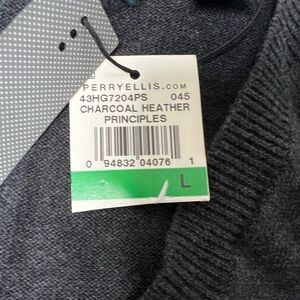 PERRYELLIS.COM
43HG7204PS 045
CHARCOAL HEATHER
PRINCIPLES
0 94832 04076 1
L